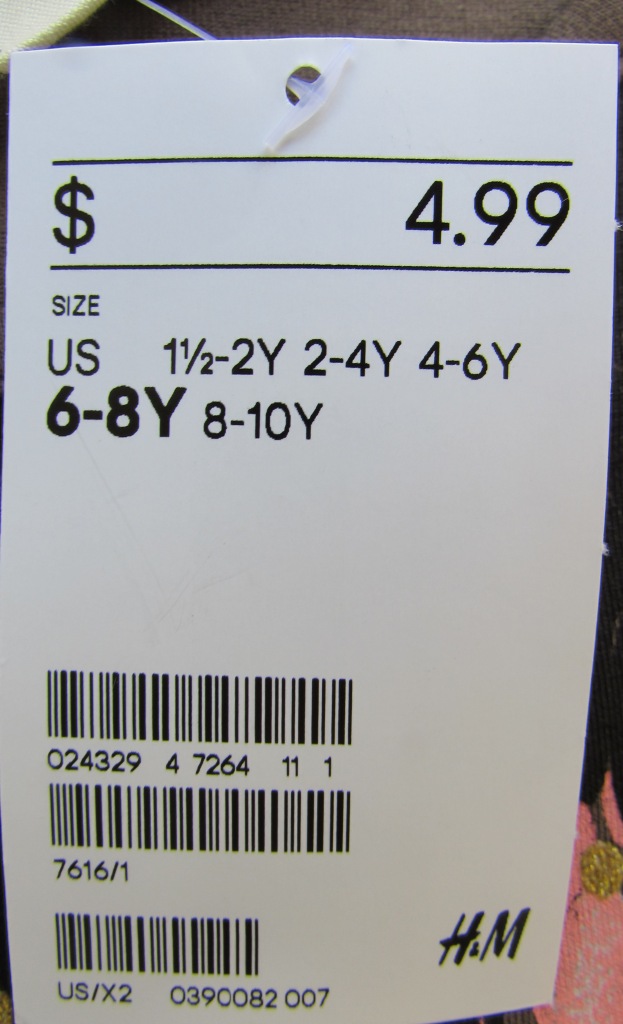 $ 4.99
SIZE
US 1½-2Y 2-4Y 4-6Y
6-8Y 8-10Y
024329 4 7264 11 1
7616/1
H&M
US/X2 0390082 007